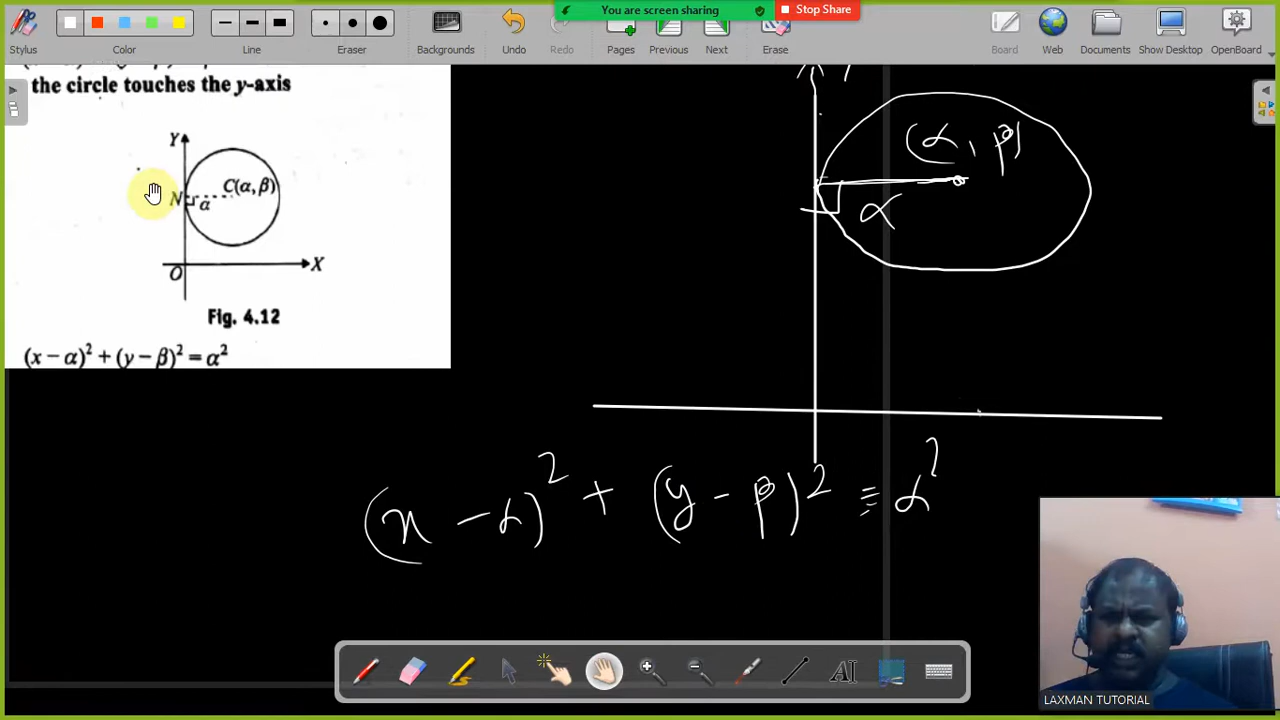 You are screen sharing
Stop Share
Stylus
Color
Line
Eraser
Backgrounds
Undo
Redo
Pages
Previous
Next
Erase
Board
Web
Documents
Show Desktop
OpenBoard
the circle touches the y-axis
Y
C(α, β)
N
α
O
X
Fig. 4.12
(x − α)² + (y − β)² = α²
(α, β)
α
(x − α)² + (y − β)² = α²
AI
LAXMAN TUTORIAL